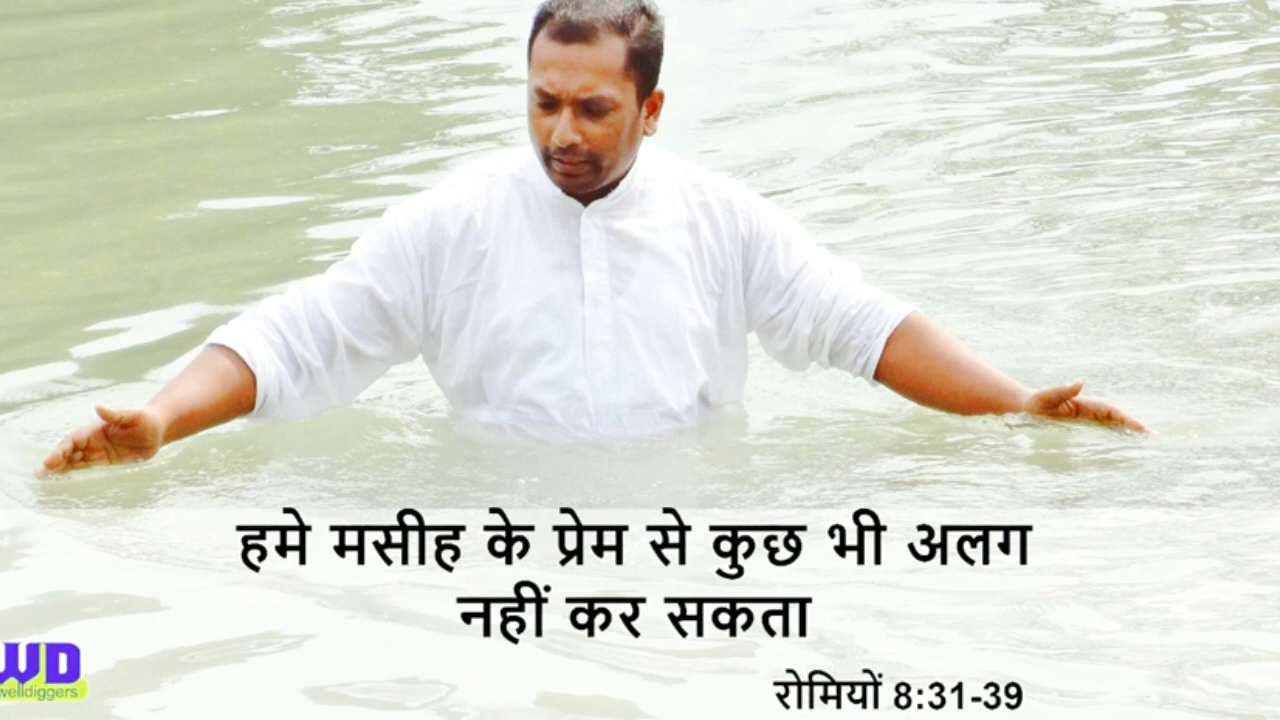 हमे मसीह के प्रेम से कुछ भी अलग
नहीं कर सकता
WD
welldiggers
रोमियों 8:31-39